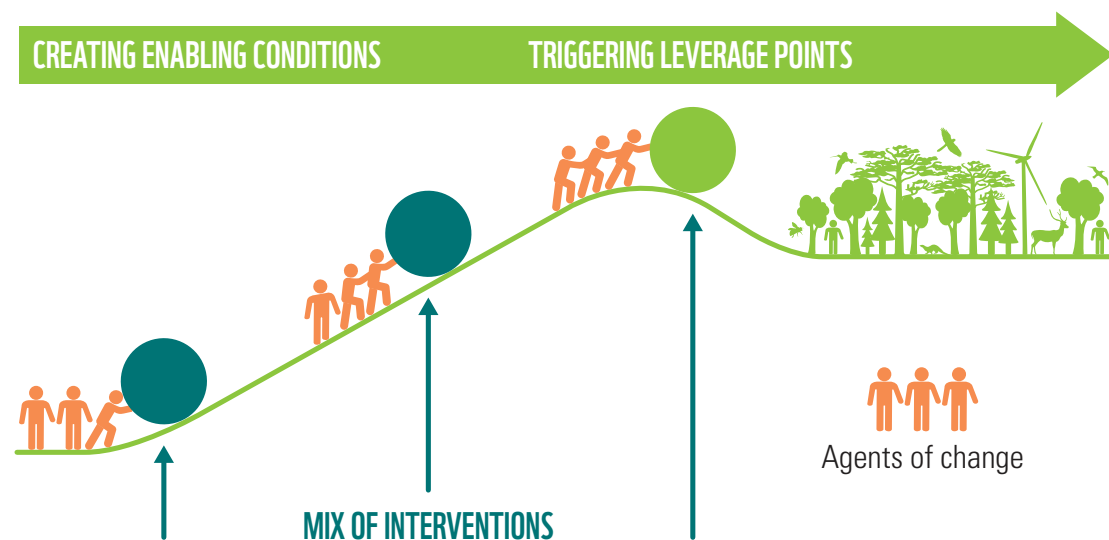 CREATING ENABLING CONDITIONS
TRIGGERING LEVERAGE POINTS
Agents of change
MIX OF INTERVENTIONS